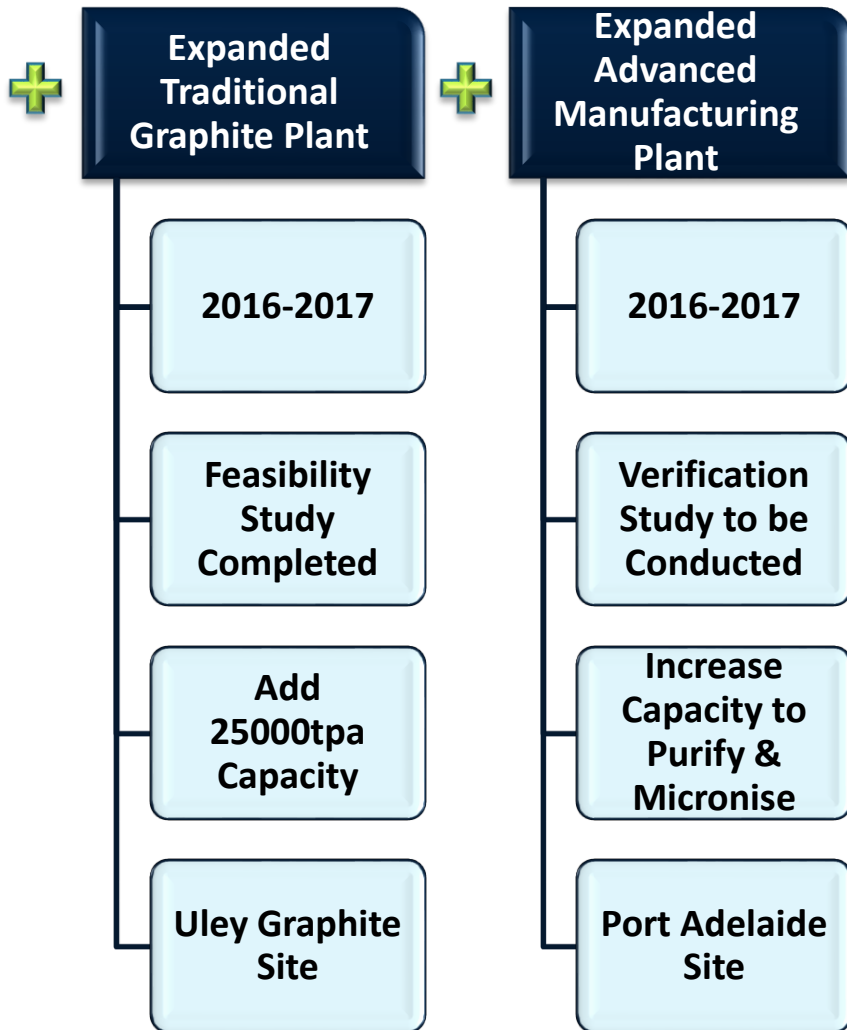 Expanded
Traditional
Graphite Plant
2016-2017
Feasibility
Study
Completed
Add
25000tpa
Capacity
Uley Graphite
Site
Expanded
Advanced
Manufacturing
Plant
2016-2017
Verification
Study to be
Conducted
Increase
Capacity to
Purify &
Micronise
Port Adelaide
Site